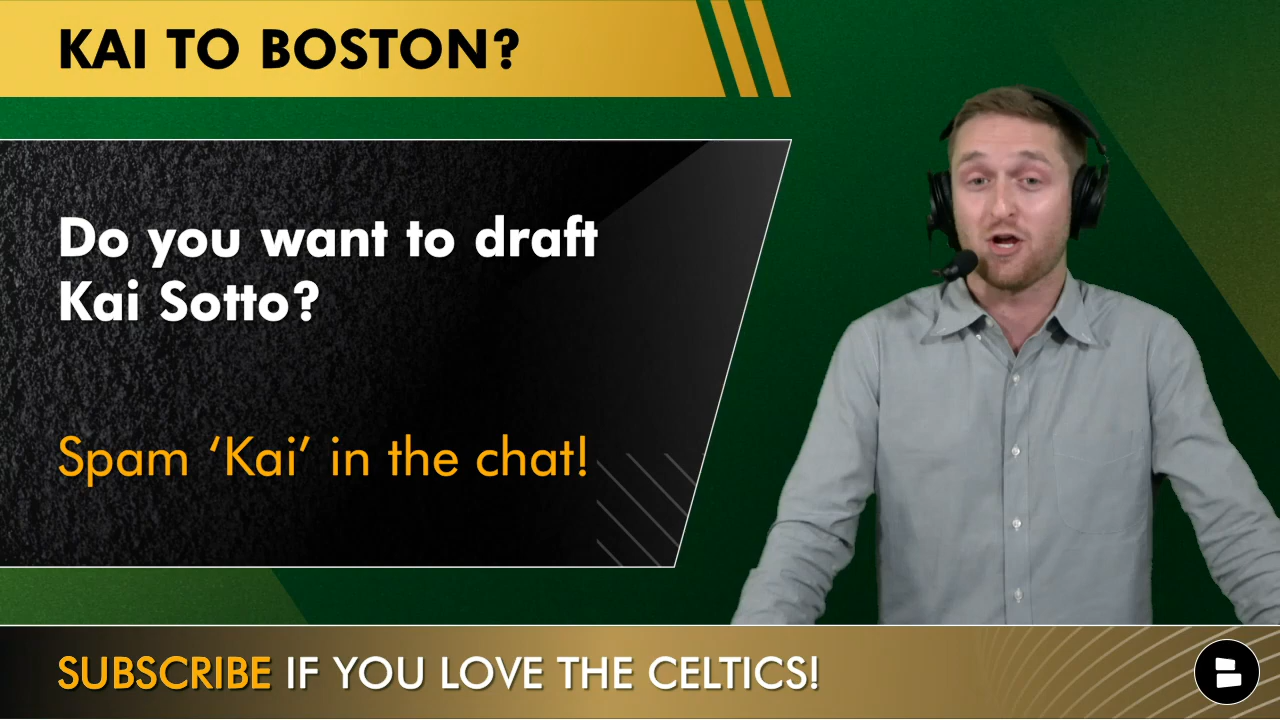 KAI TO BOSTON?
Do you want to draft
Kai Sotto?
Spam ‘Kai’ in the chat!
SUBSCRIBE IF YOU LOVE THE CELTICS!